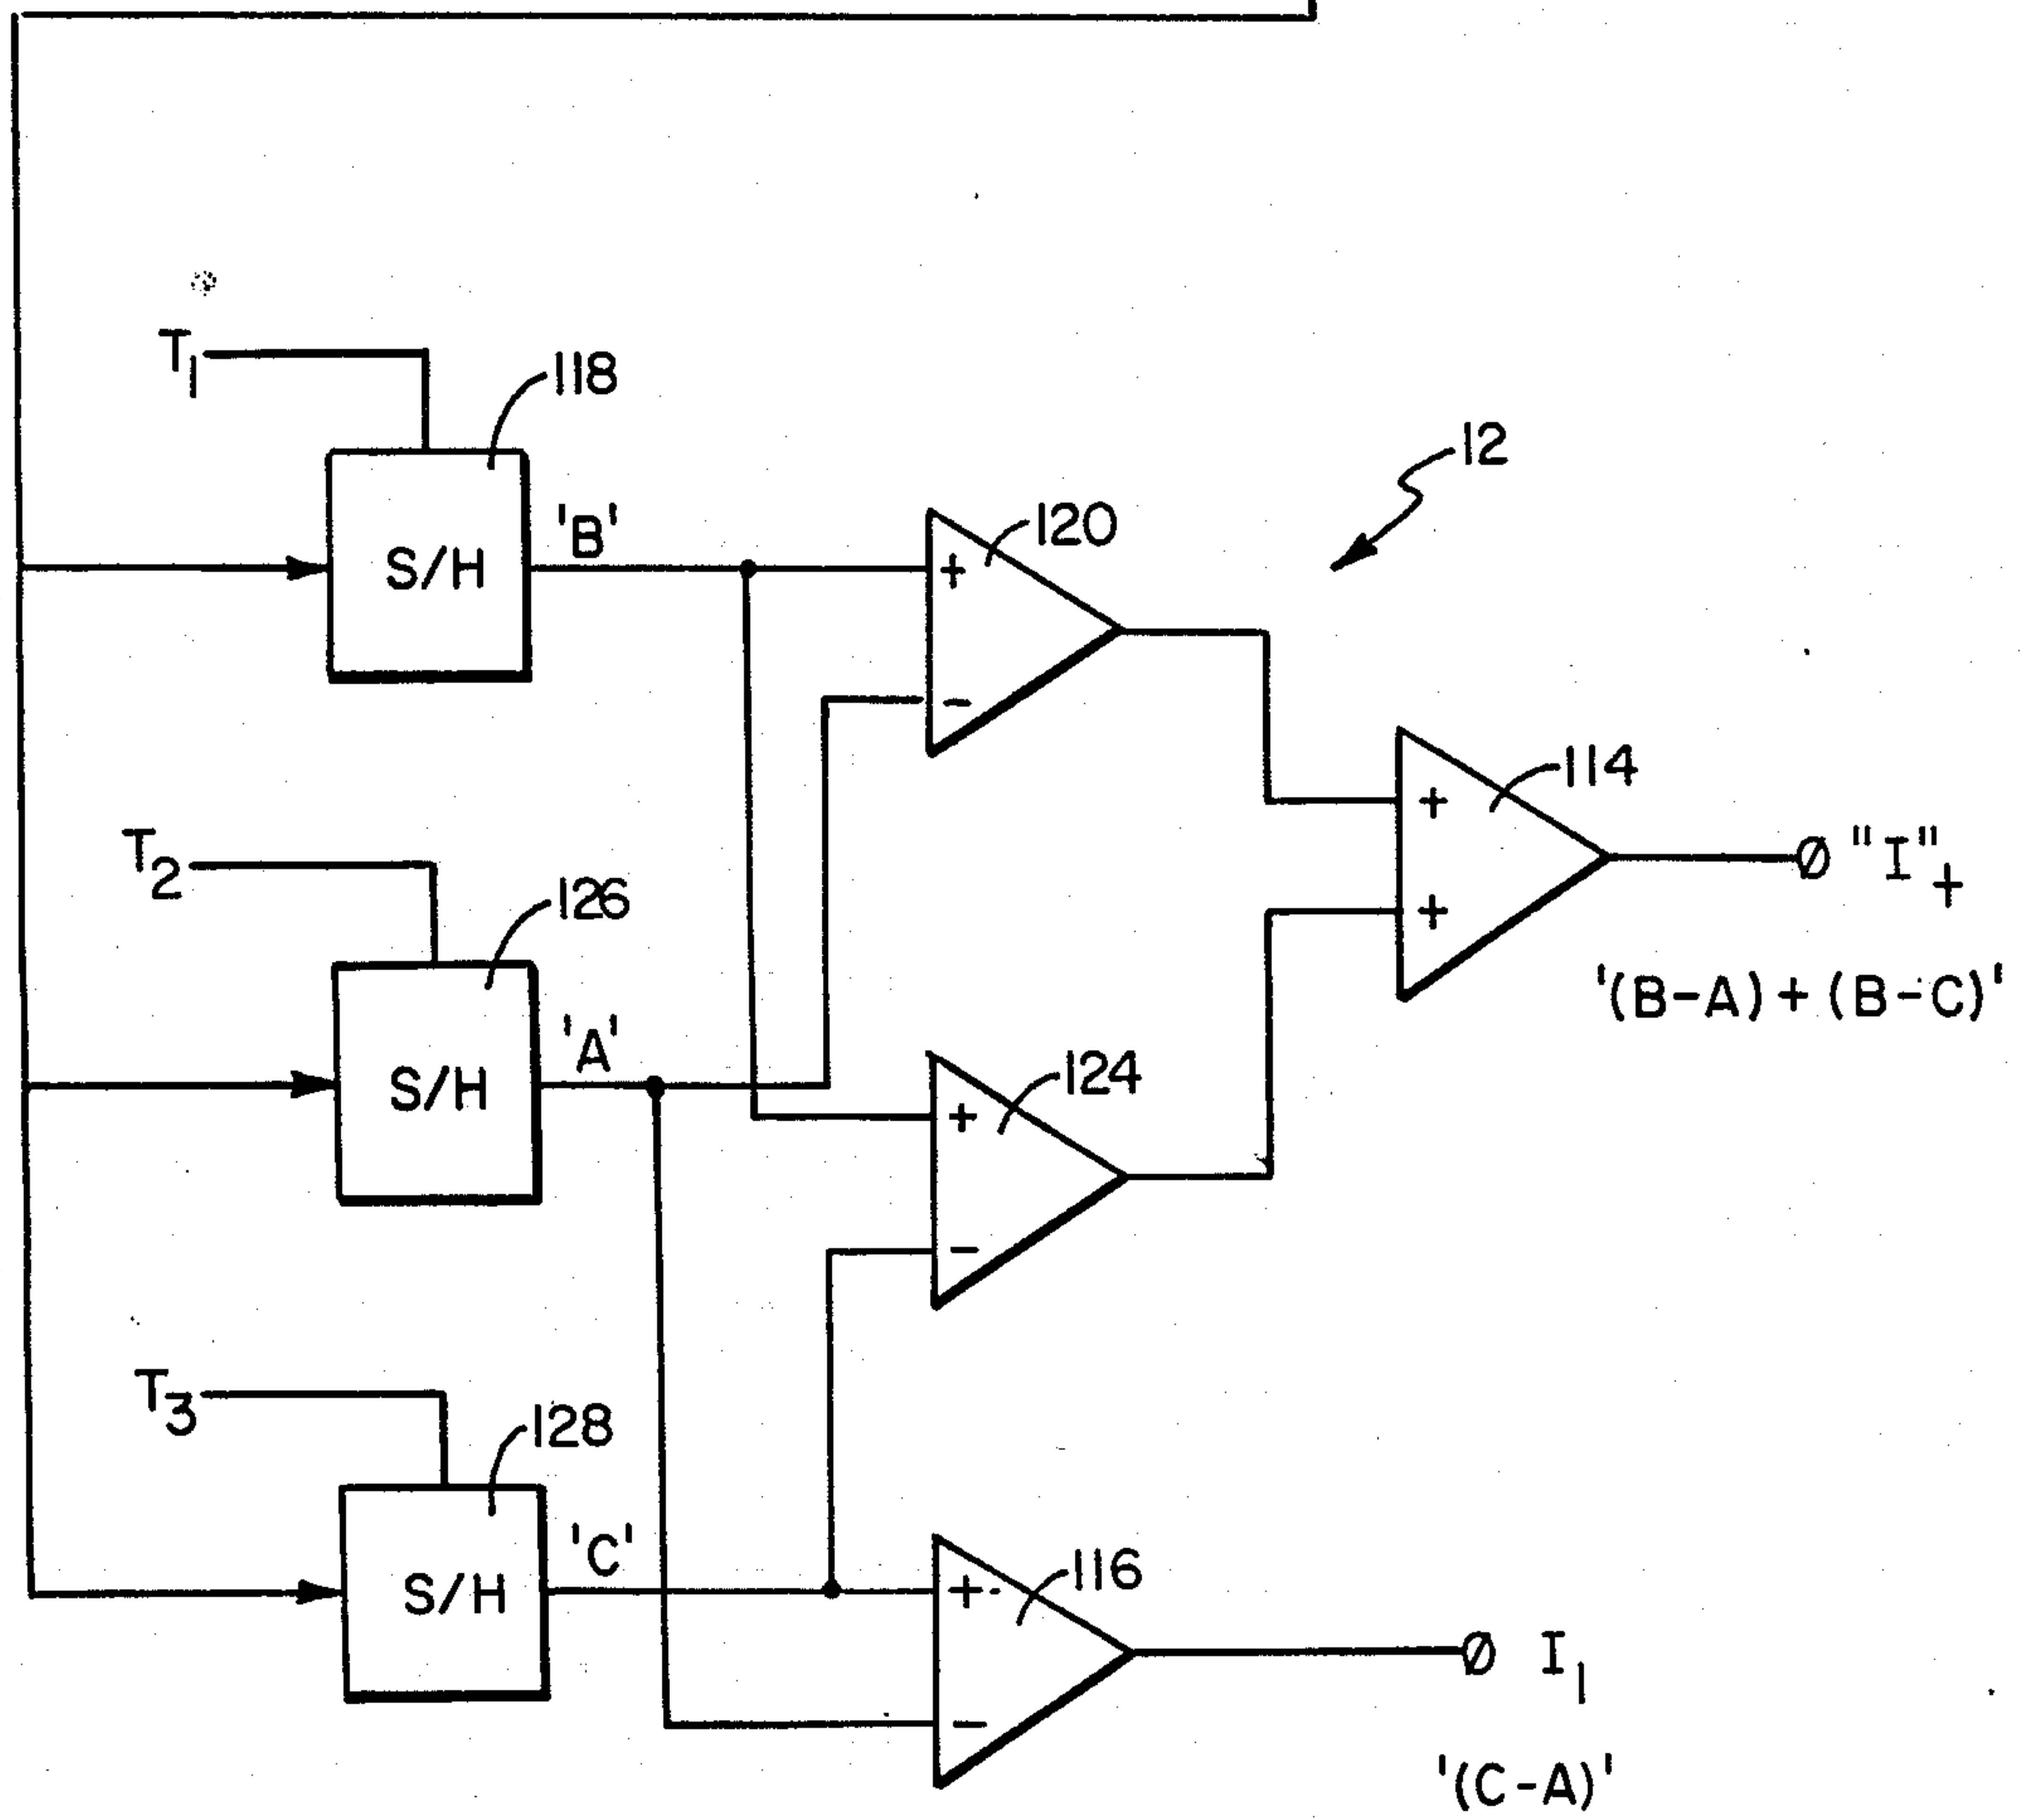 T1
118
S/H
'B'
+
-
120
12
T2
126
S/H
'A'
+
+
114
"I"+
'(B-A)+(B-C)'
+
-
124
T3
128
S/H
'C'
+
-
116
I1
'(C-A)'